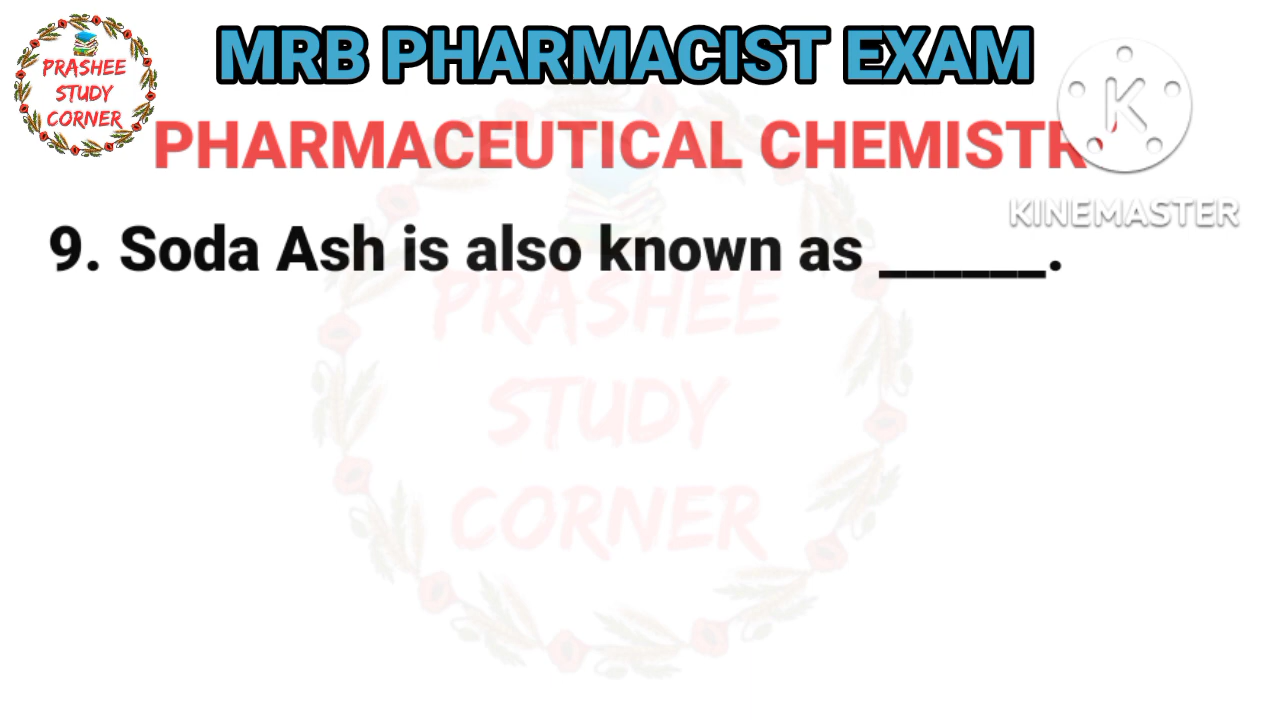 PRASHEE
STUDY
CORNER
MRB PHARMACIST EXAM
PHARMACEUTICAL CHEMISTRY
KINEMASTER
9. Soda Ash is also known as ______.
PRASHEE
STUDY
CORNER